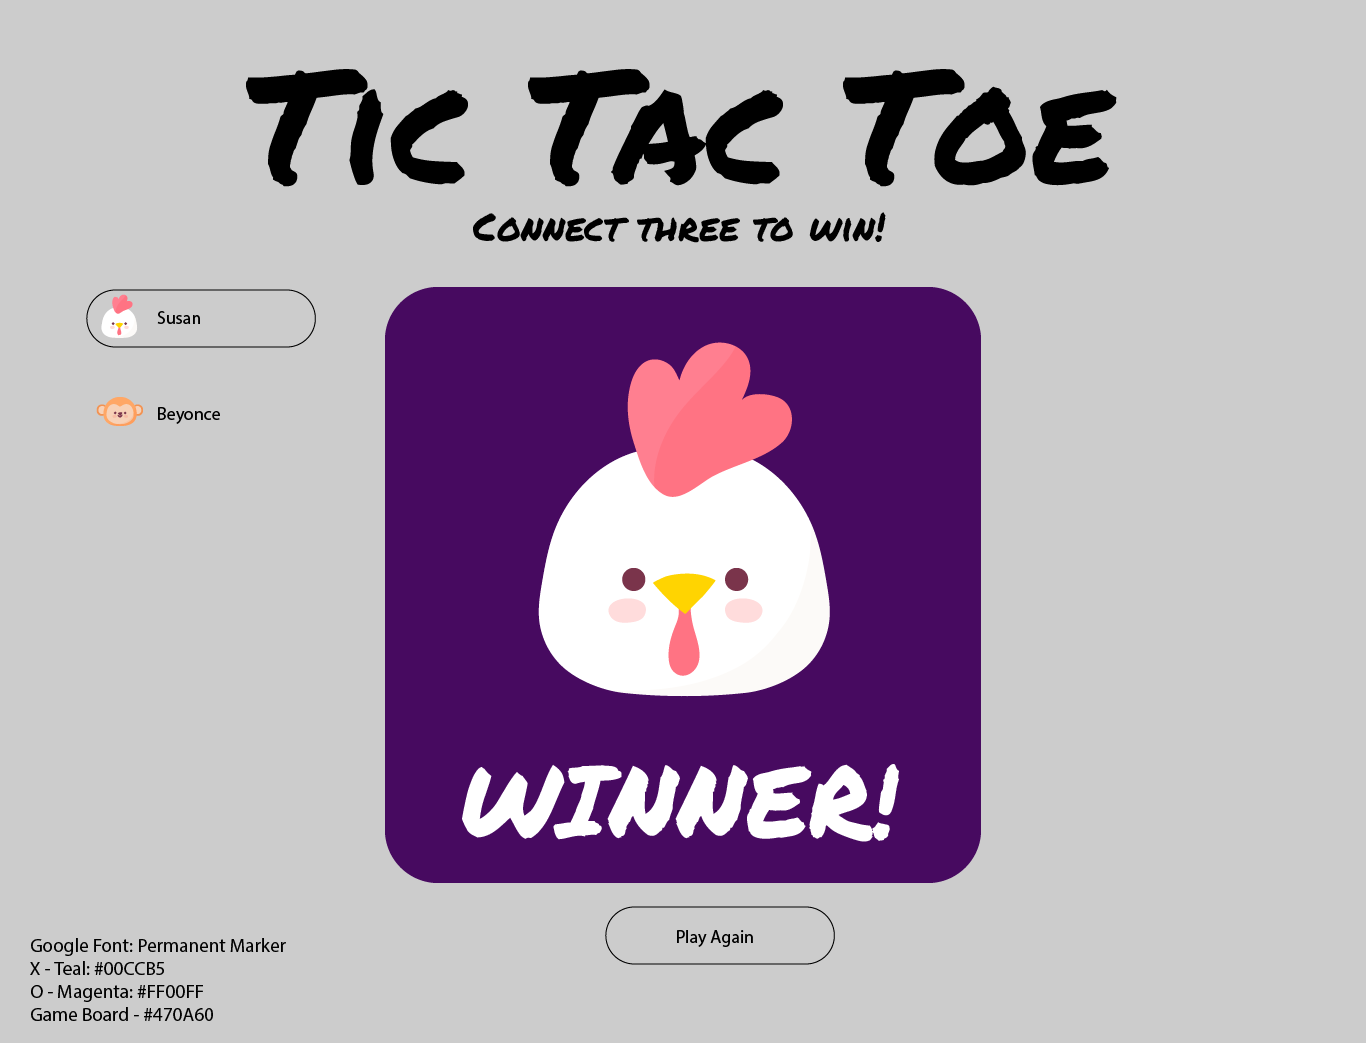 Tic Tac Toe
Connect three to win!
Susan
Beyonce
WINNER!
Play Again
Google Font: Permanent Marker
X - Teal: #00CCB5
O - Magenta: #FF00FF
Game Board - #470A60